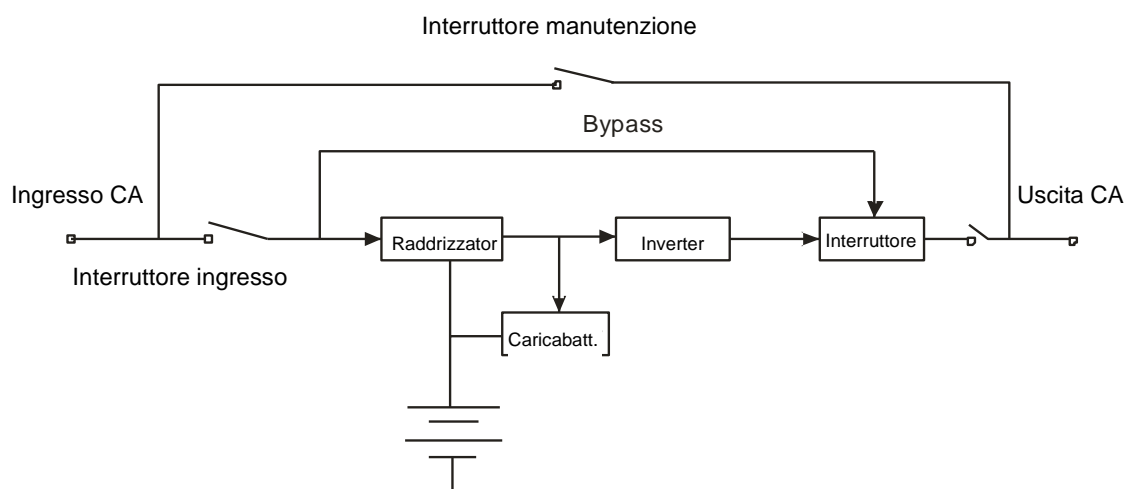 Interruttore manutenzione
Bypass
Ingresso CA
Uscita CA
Raddrizzator
Inverter
Interruttore
Interruttore ingresso
Caricabatt.